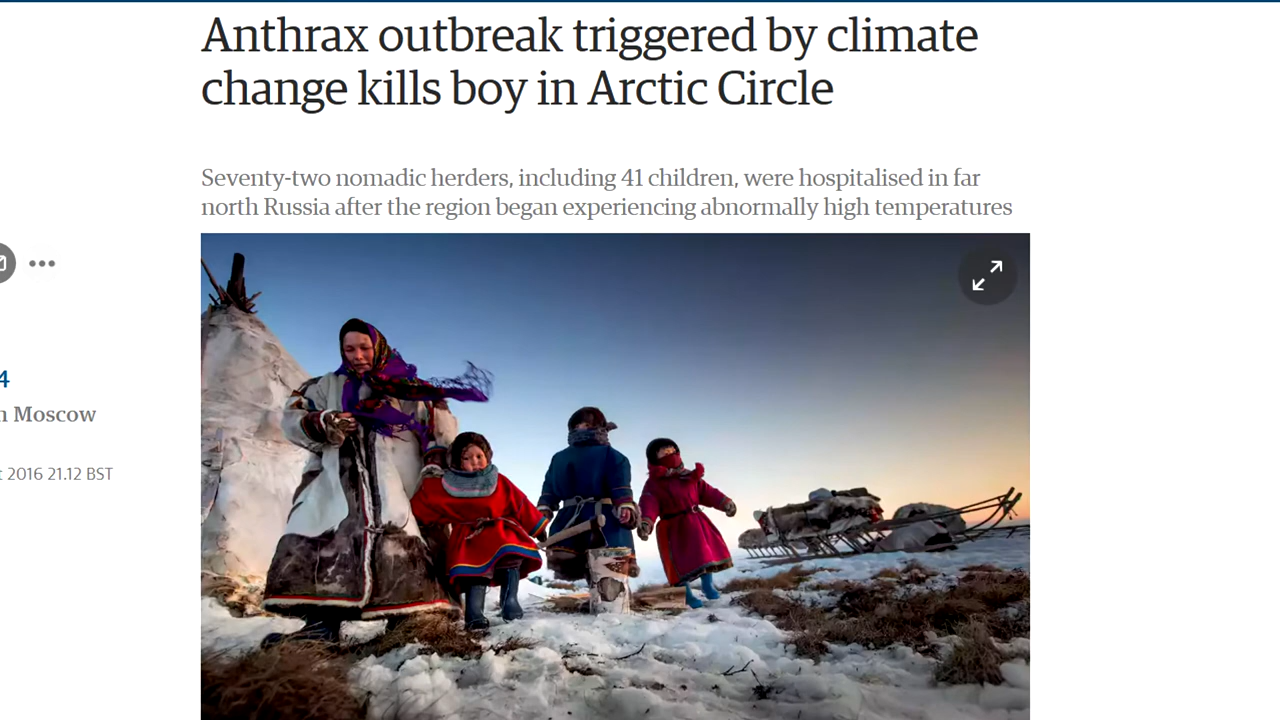 Anthrax outbreak triggered by climate
change kills boy in Arctic Circle
Seventy-two nomadic herders, including 41 children, were hospitalised in far
north Russia after the region began experiencing abnormally high temperatures
4
Moscow
2016 21.12 BST